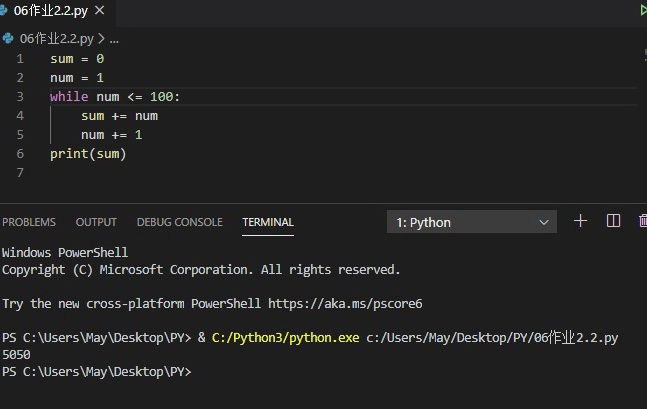 06作业2.2.py
06作业2.2.py > ...
1 sum = 0
2 num = 1
3 while num <= 100:
4     sum += num
5     num += 1
6 print(sum)
7
PROBLEMS OUTPUT DEBUG CONSOLE TERMINAL 1: Python
Windows PowerShell
Copyright (C) Microsoft Corporation. All rights reserved.
Try the new cross-platform PowerShell https://aka.ms/pscore6
PS C:\Users\May\Desktop\PY> & C:/Python3/python.exe c:/Users/May/Desktop/PY/06作业2.2.py
5050
PS C:\Users\May\Desktop\PY>